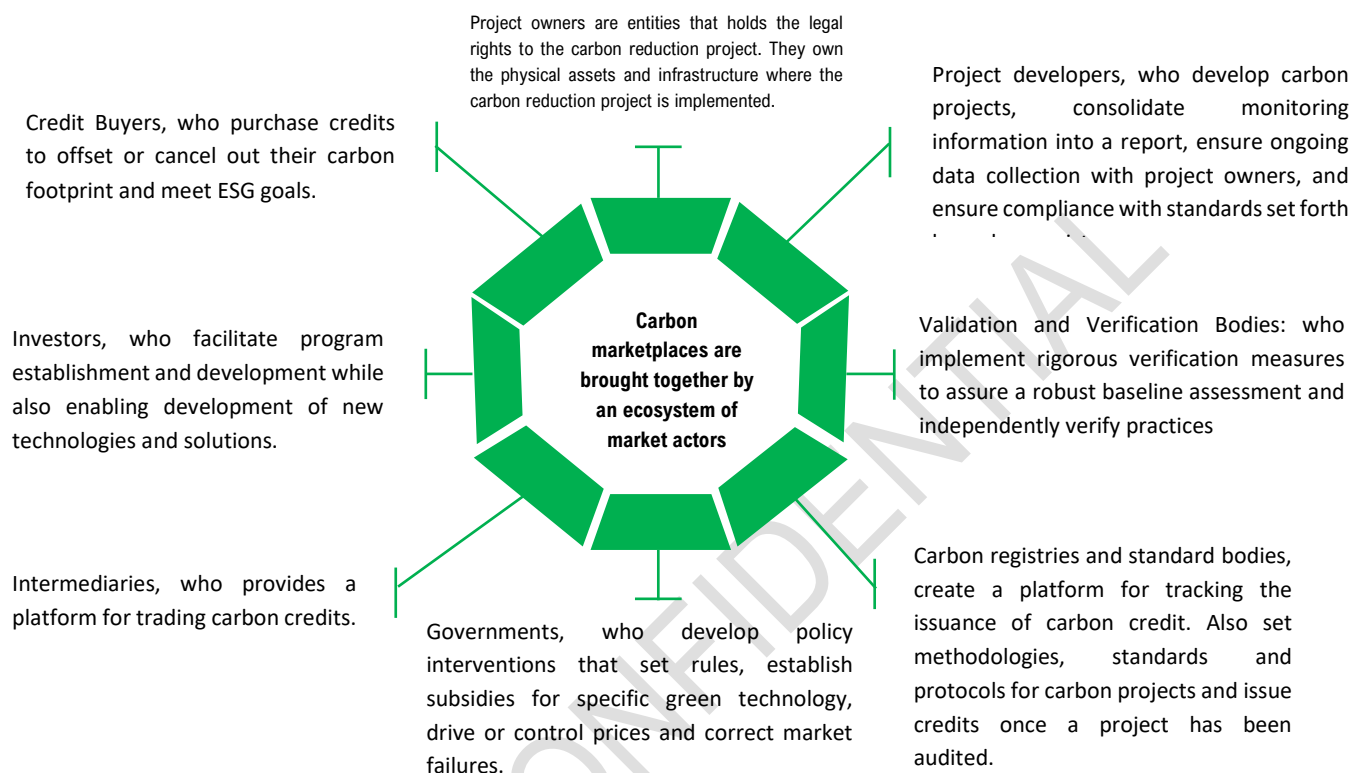 Project owners are entities that holds the legal
rights to the carbon reduction project. They own
the physical assets and infrastructure where the
carbon reduction project is implemented.
Project developers, who develop carbon
projects, consolidate monitoring
information into a report, ensure ongoing
data collection with project owners, and
ensure compliance with standards set forth
Credit Buyers, who purchase credits
to offset or cancel out their carbon
footprint and meet ESG goals.
Carbon
marketplaces are
brought together by
an ecosystem of
market actors
Investors, who facilitate program
establishment and development while
also enabling development of new
technologies and solutions.
Validation and Verification Bodies: who
implement rigorous verification measures
to assure a robust baseline assessment and
independently verify practices
Intermediaries, who provides a
platform for trading carbon credits.
Governments, who develop policy
interventions that set rules, establish
subsidies for specific green technology,
drive or control prices and correct market
failures.
Carbon registries and standard bodies,
create a platform for tracking the
issuance of carbon credit. Also set
methodologies, standards and
protocols for carbon projects and issue
credits once a project has been
audited.
CONFIDENTIAL